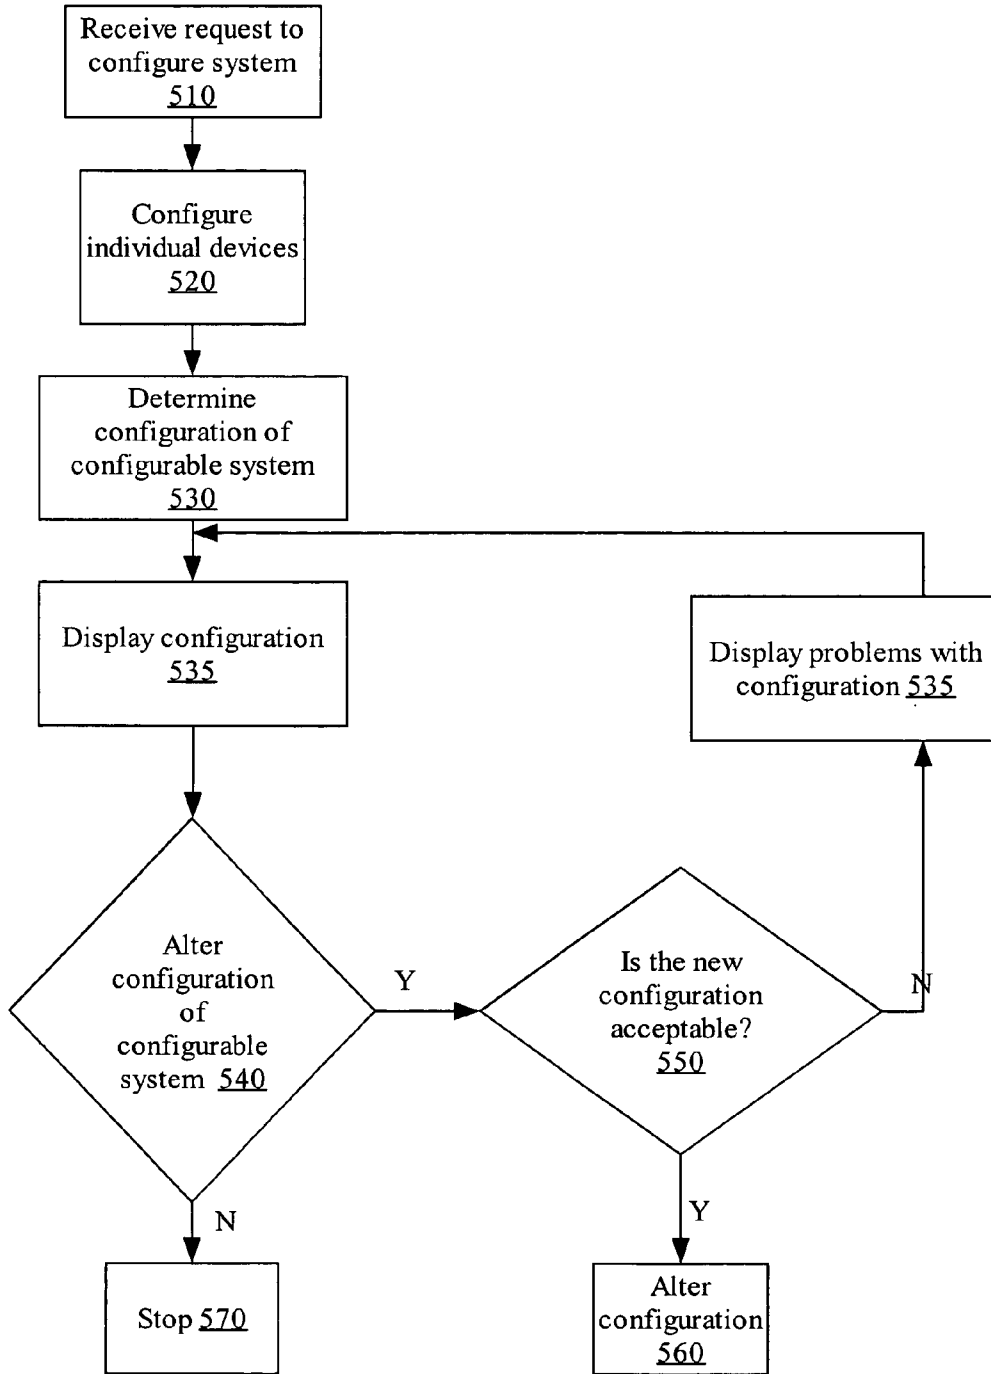 Receive request to
configure system
510
Configure
individual devices
520
Determine
configuration of
configurable system
530
Display configuration
535
Display problems with
configuration 535
Alter
configuration
of
configurable
system 540
Y
Is the new
configuration
acceptable?
550
N
N
Y
Stop 570
Alter
configuration
560